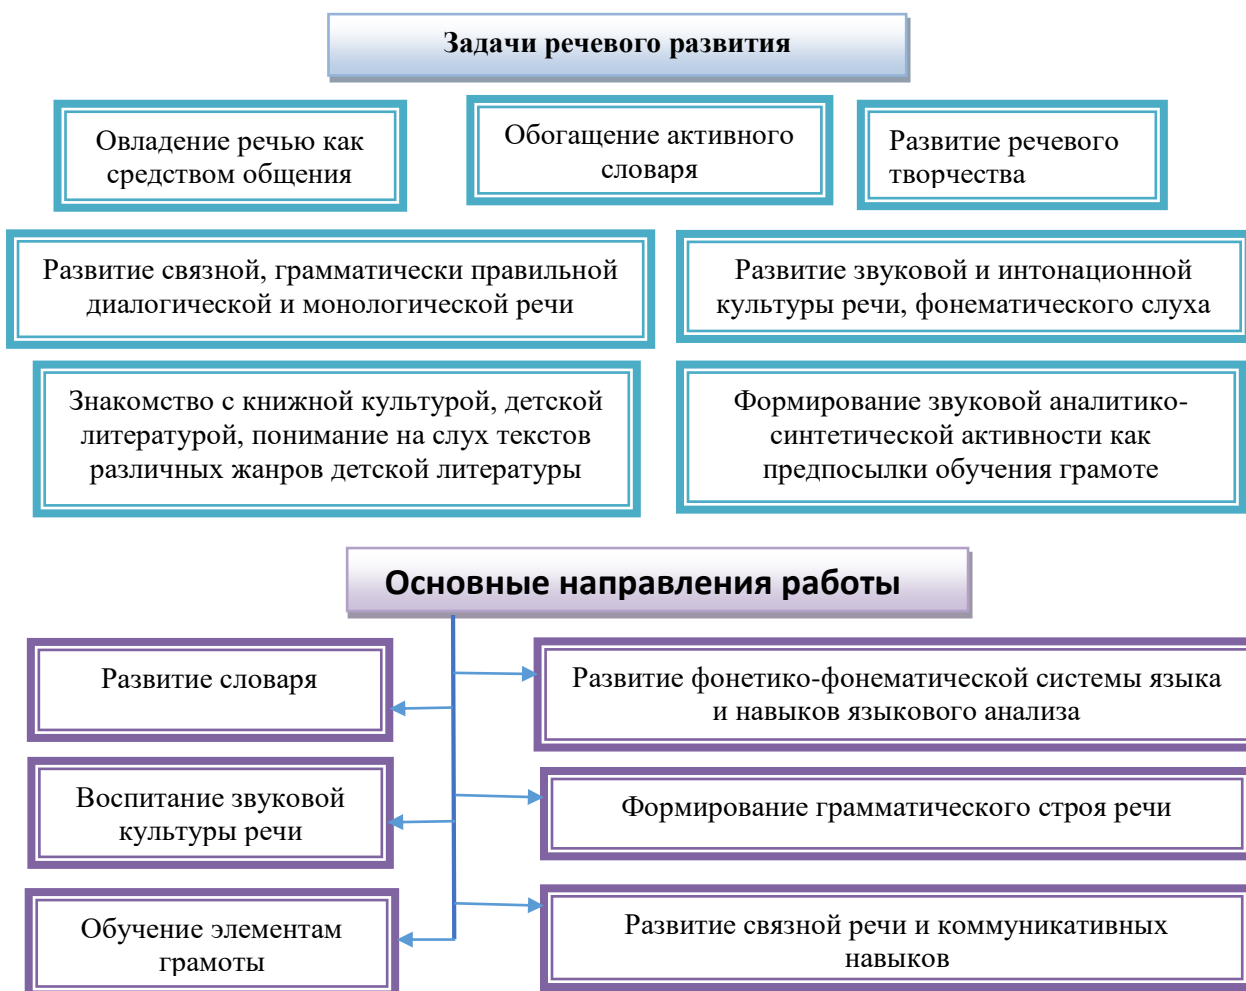 Задачи речевого развития
Овладение речью как
средством общения
Обогащение активного
словаря
Развитие речевого
творчества
Развитие связной, грамматически правильной
диалогической и монологической речи
Развитие звуковой и интонационной
культуры речи, фонематического слуха
Знакомство с книжной культурой, детской
литературой, понимание на слух текстов
различных жанров детской литературы
Формирование звуковой аналитико-
синтетической активности как
предпосылки обучения грамоте
Основные направления работы
Развитие словаря
Развитие фонетико-фонематической системы языка
и навыков языкового анализа
Воспитание звуковой
культуры речи
Формирование грамматического строя речи
Обучение элементам
грамоты
Развитие связной речи и коммуникативных
навыков